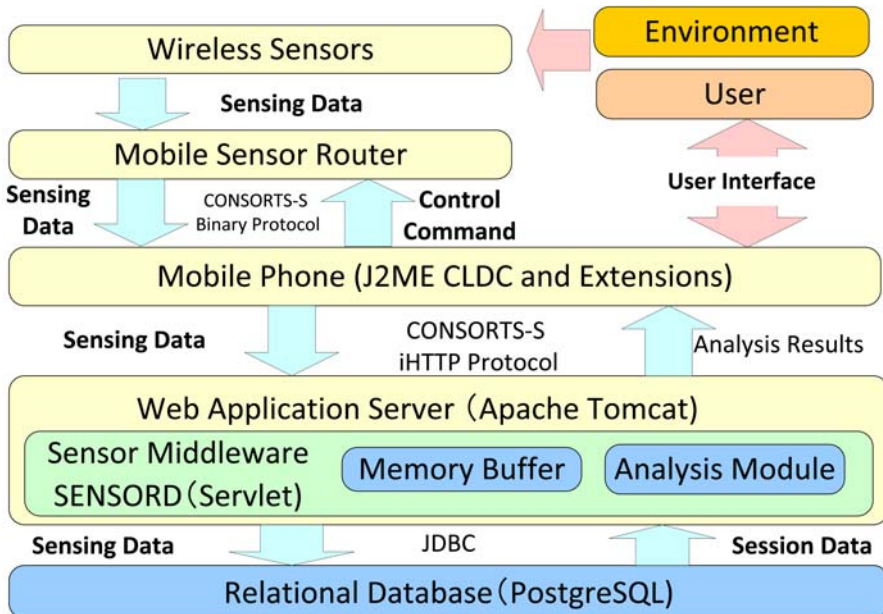 Wireless Sensors
Environment
User
Sensing Data
Mobile Sensor Router
User Interface
Sensing
Data
CONSORTS-S
Binary Protocol
Control
Command
Mobile Phone (J2ME CLDC and Extensions)
Sensing Data
CONSORTS-S
iHTTP Protocol
Analysis Results
Web Application Server（Apache Tomcat)
Sensor Middleware
SENSORD（Servlet)
Memory Buffer
Analysis Module
Sensing Data
JDBC
Session Data
Relational Database（PostgreSQL)